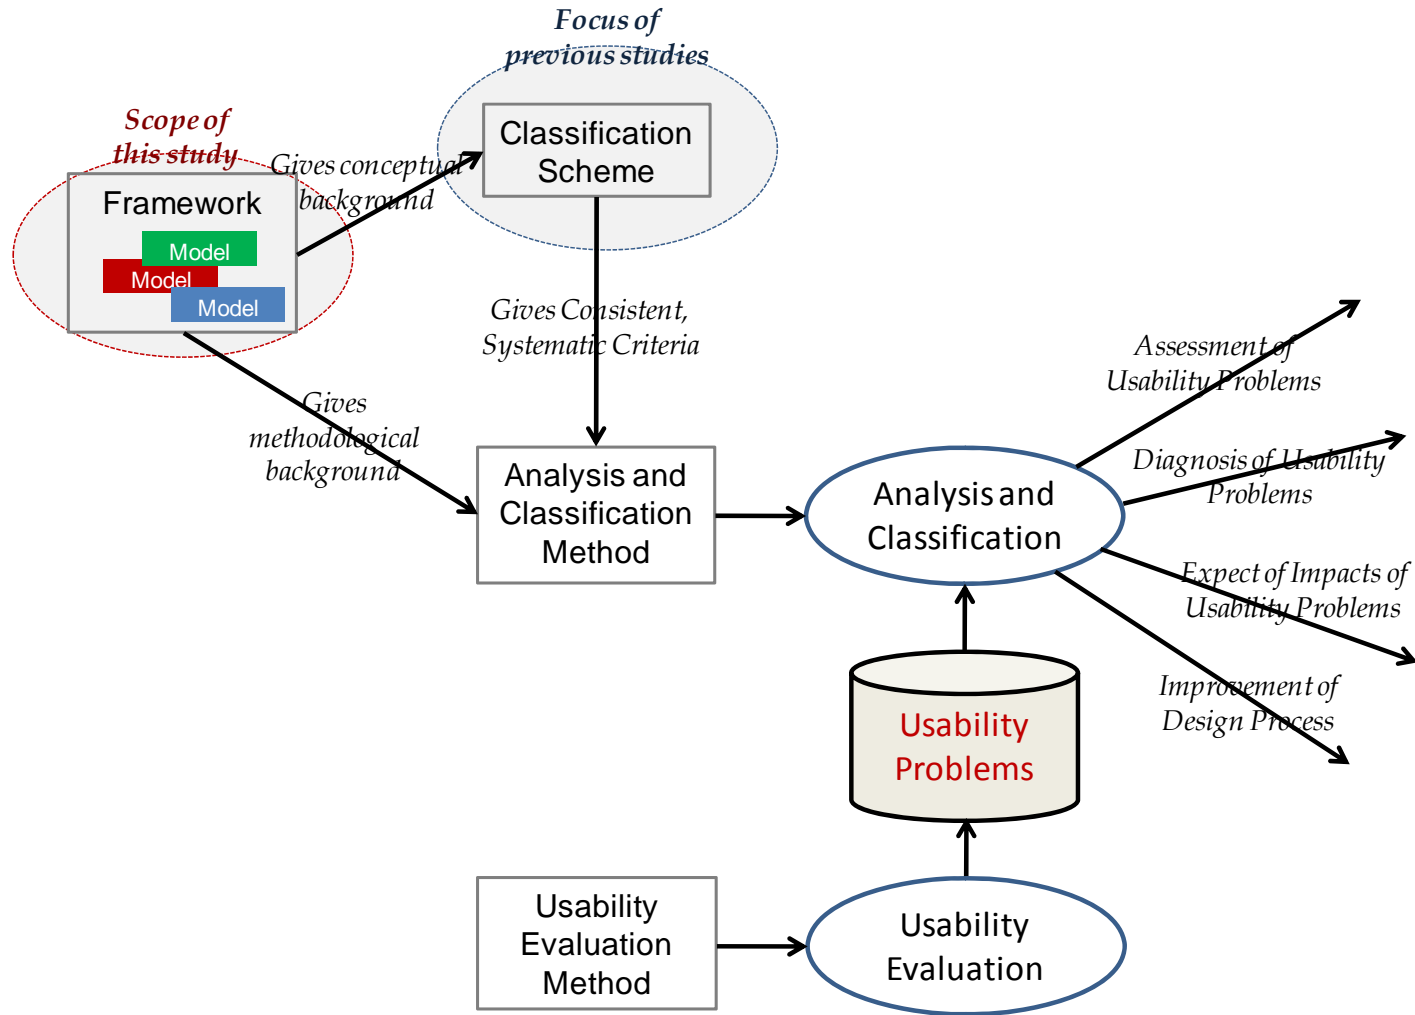 Focus of
previous studies
Scope of
this study
Classification
Scheme
Gives conceptual
background
Framework
Model
Model
Model
Gives Consistent,
Systematic Criteria
Gives
methodological
background
Assessment of
Usability Problems
Diagnosis of Usability
Problems
Analysis and
Classification
Method
Analysis and
Classification
Expect of Impacts of
Usability Problems
Improvement of
Design Process
Usability
Problems
Usability
Evaluation
Method
Usability
Evaluation